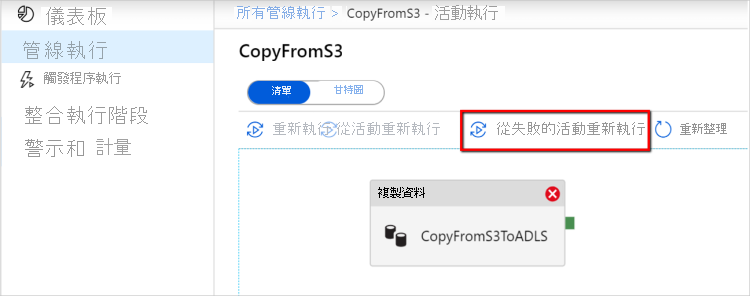 儀表板
管線執行
觸發程序執行
整合執行階段
警示和 計量
所有管線執行 > CopyFromS3 - 活動執行
CopyFromS3
清單 甘特圖
重新執行 從活動重新執行 從失敗的活動重新執行 重新整理
複製資料
CopyFromS3ToADLS